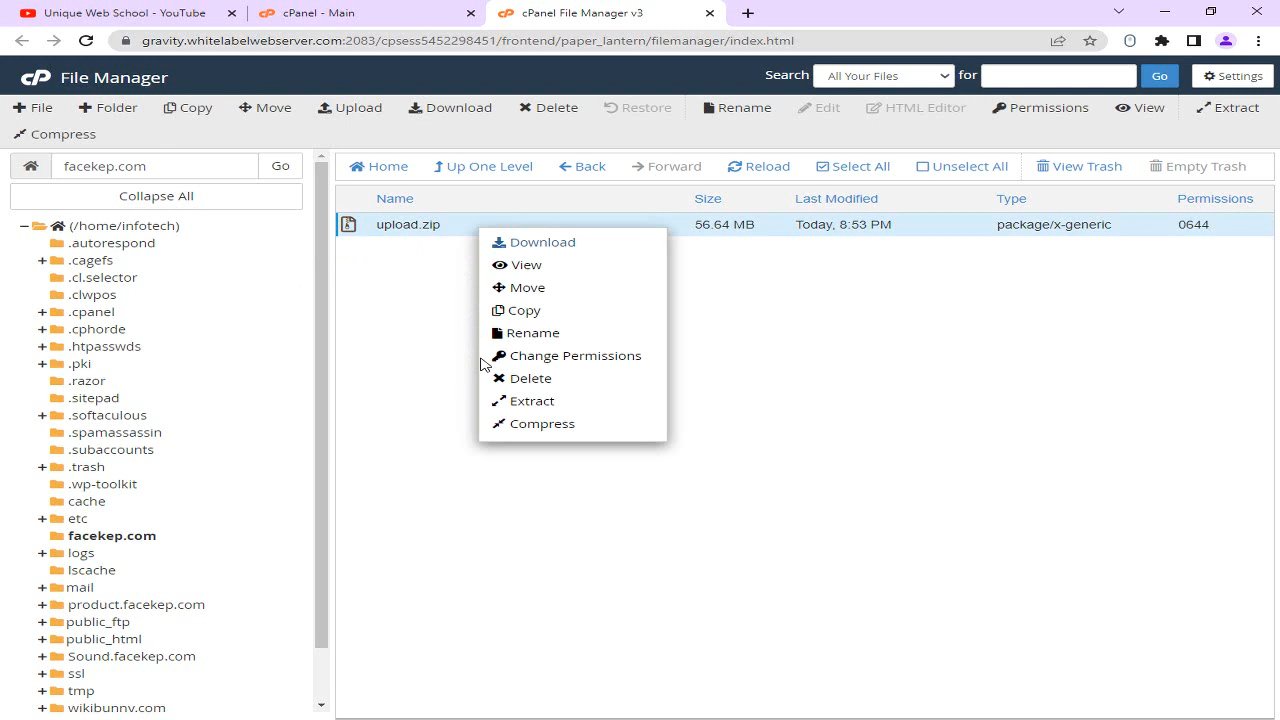 Unique Web School - YouTube
cPanel - Main
cPanel File Manager v3
gravity.whitelabelwebserver.com:2083/cpsess5452298451/frontend/paper_lantern/filemanager/index.html
cP File Manager
Search All Your Files for Go Settings
File Folder Copy Move Upload Download Delete Restore Rename Edit HTML Editor Permissions View Extract
Compress
facekep.com Go
Collapse All
(/home/infotech)
.autorespond
.cagefs
.cl.selector
.clwpos
.cpanel
.cphorde
.htpasswds
.pki
.razor
.sitepad
.softaculous
.spamassassin
.subaccounts
.trash
.wp-toolkit
cache
etc
facekep.com
logs
lscache
mail
product.facekep.com
public_ftp
public_html
Sound.facekep.com
ssl
tmp
wikibunny.com
Home Up One Level Back Forward Reload Select All Unselect All View Trash Empty Trash
Name Size Last Modified Type Permissions
upload.zip 56.64 MB Today, 8:53 PM package/x-generic 0644
Download
View
Move
Copy
Rename
Change Permissions
Delete
Extract
Compress